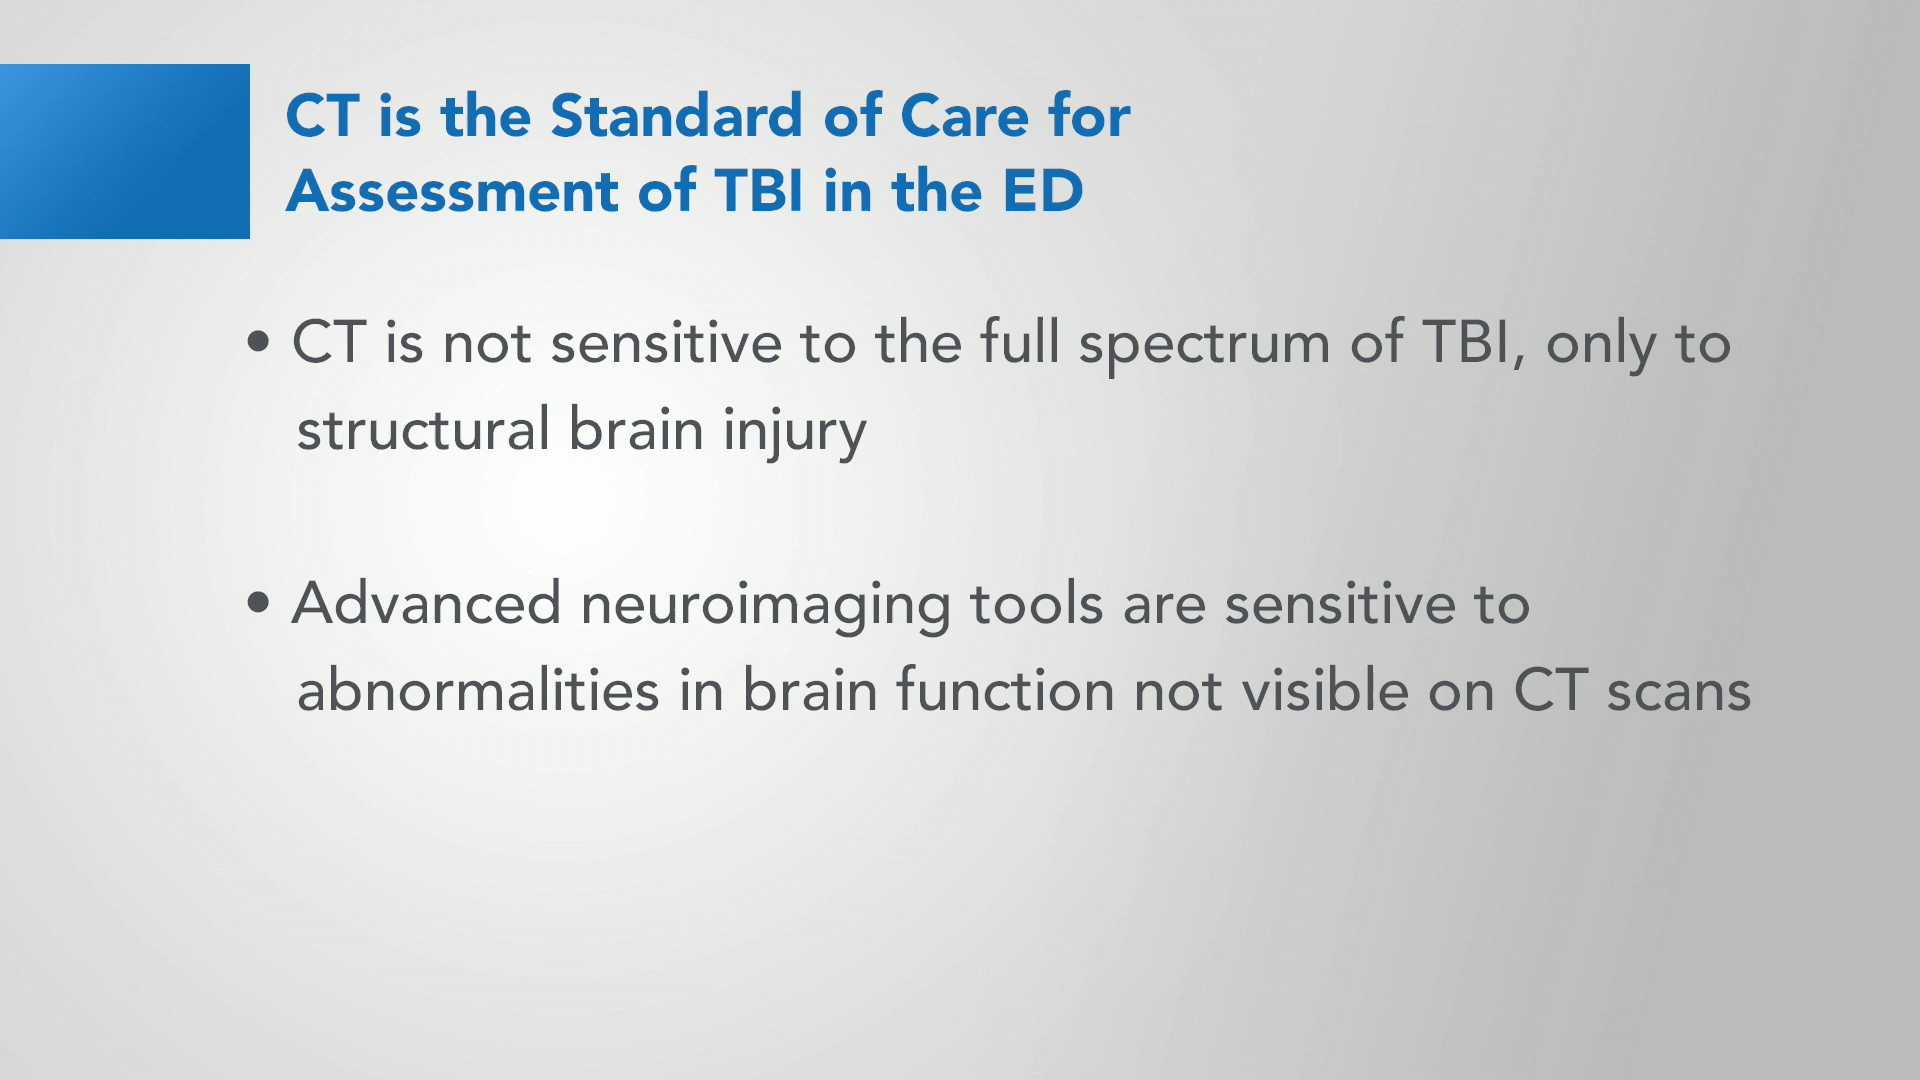 CT is the Standard of Care for
Assessment of TBI in the ED
• CT is not sensitive to the full spectrum of TBI, only to
structural brain injury
• Advanced neuroimaging tools are sensitive to
abnormalities in brain function not visible on CT scans